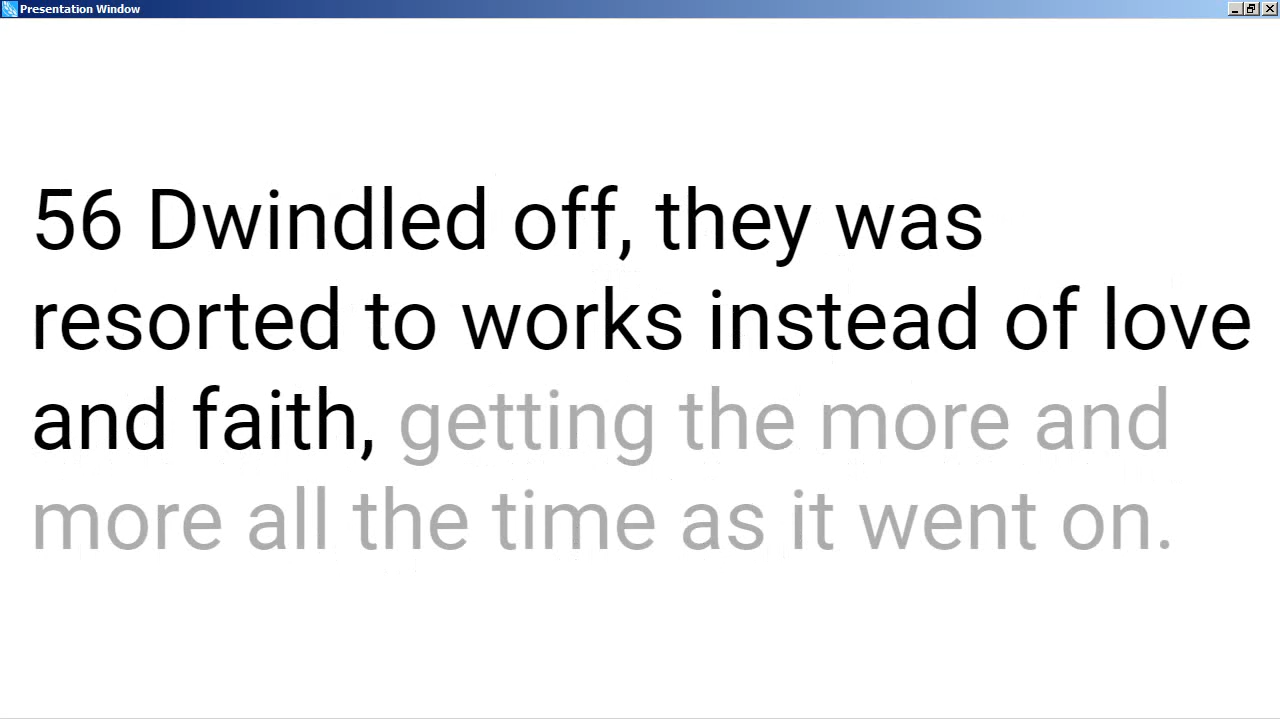 Presentation Window
56 Dwindled off, they was
resorted to works instead of love
and faith, getting the more and
more all the time as it went on.